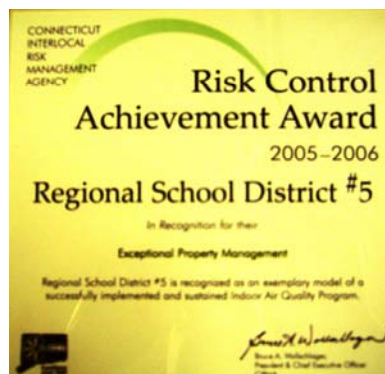 CONNECTICUT
INTERLOCAL
RISK
MANAGEMENT
AGENCY
Risk Control
Achievement Award
2005–2006
Regional School District #5
In Recognition for their
Exceptional Property Management
Regional School District #5 is recognized as an exemplary model of a
successfully implemented and sustained Indoor Air Quality Program.
Bruce A. Wollschlager,
President & Chief Executive Officer